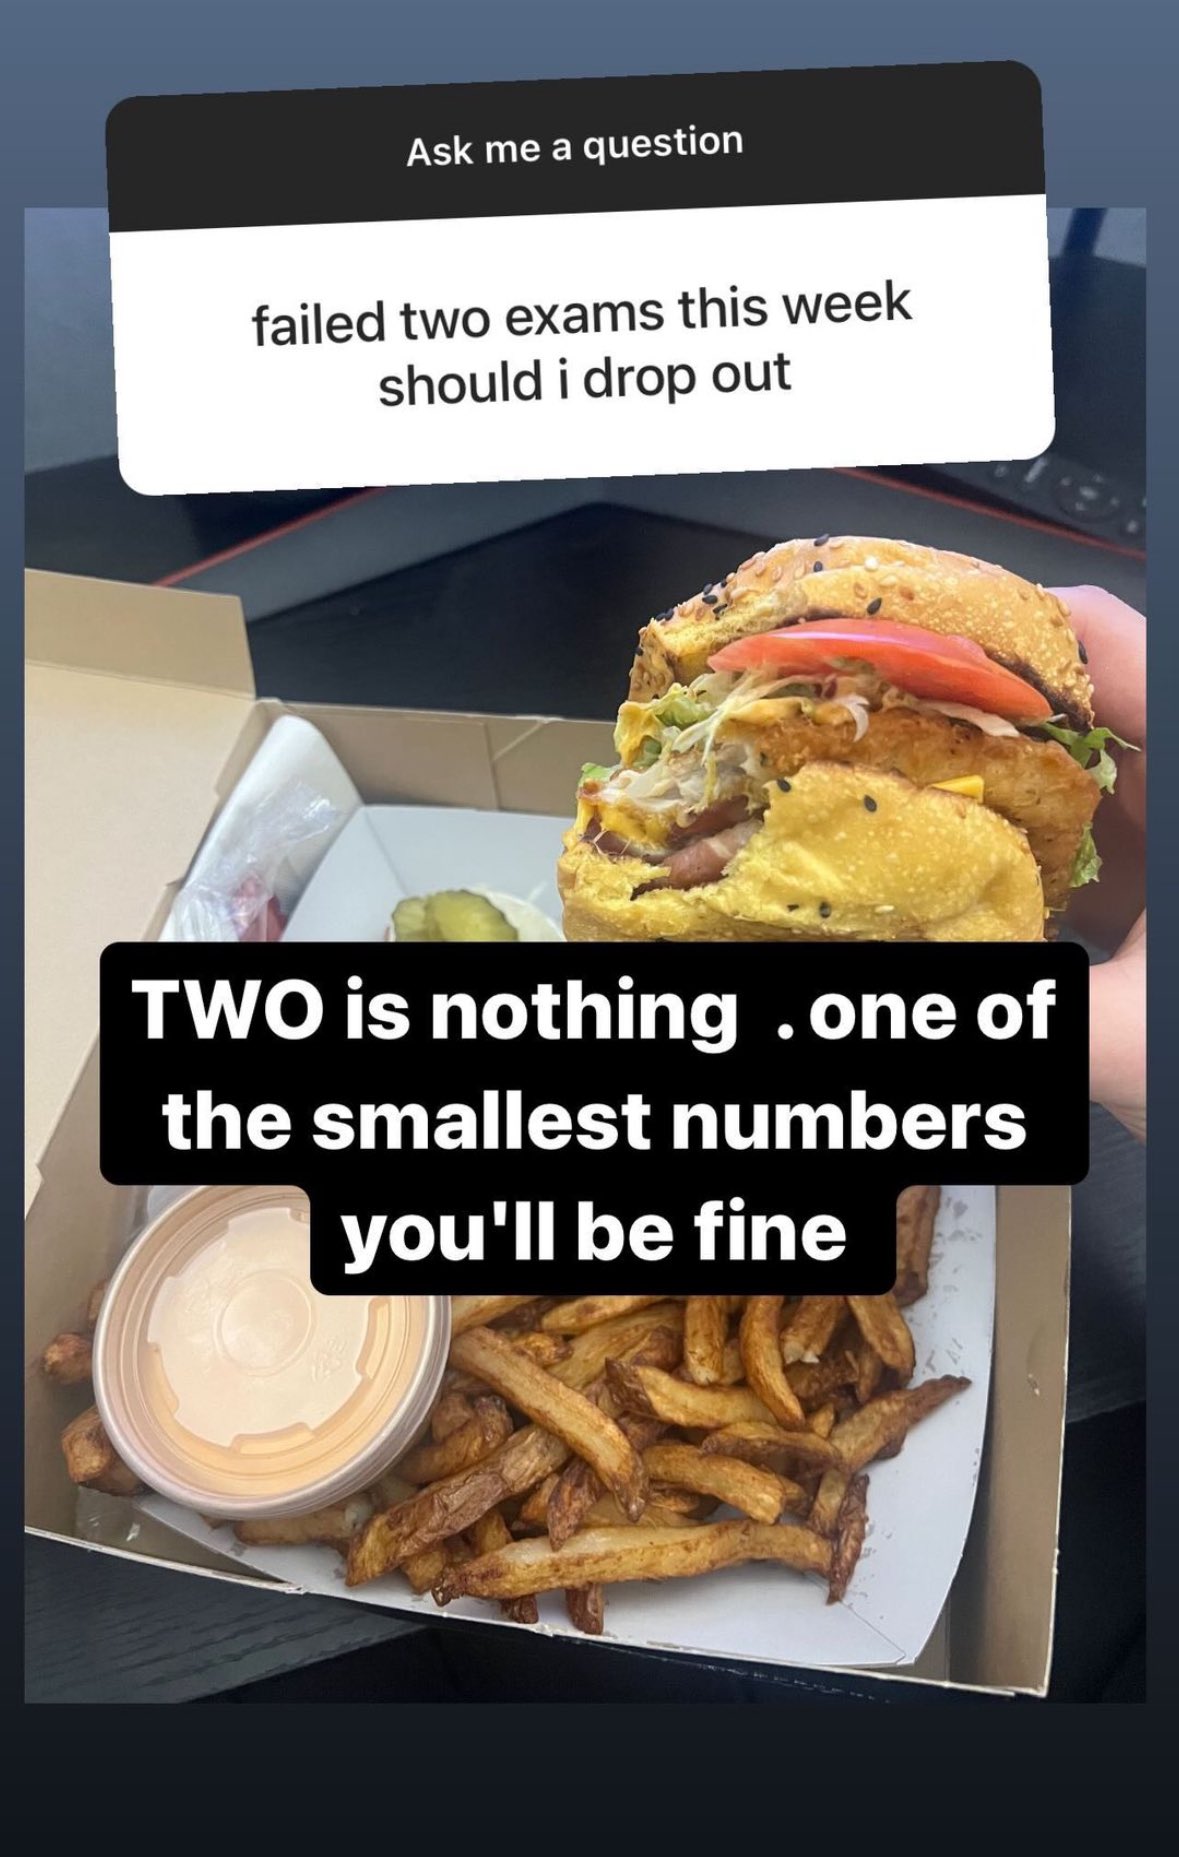 Ask me a question
failed two exams this week
should i drop out
TWO is nothing . one of
the smallest numbers
you'll be fine